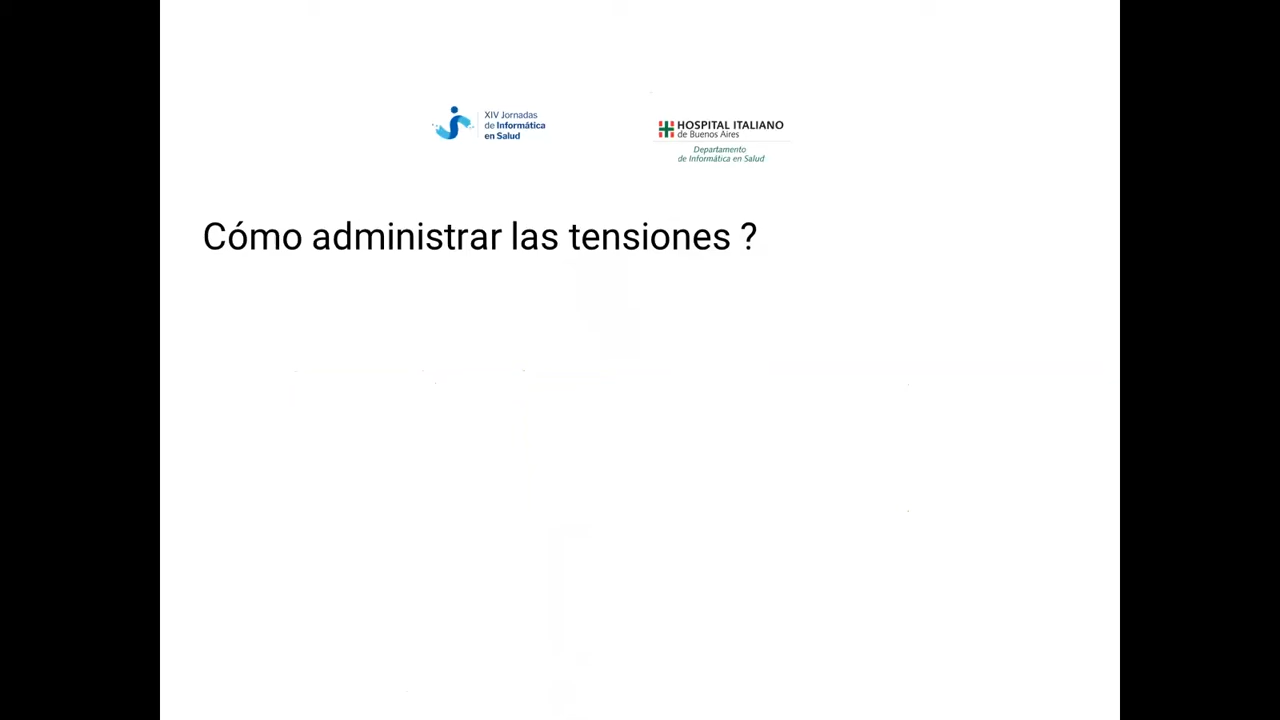 XIV Jornadas
de Informática
en Salud
HOSPITAL ITALIANO
de Buenos Aires
Departamento
de Informática en Salud
Cómo administrar las tensiones ?